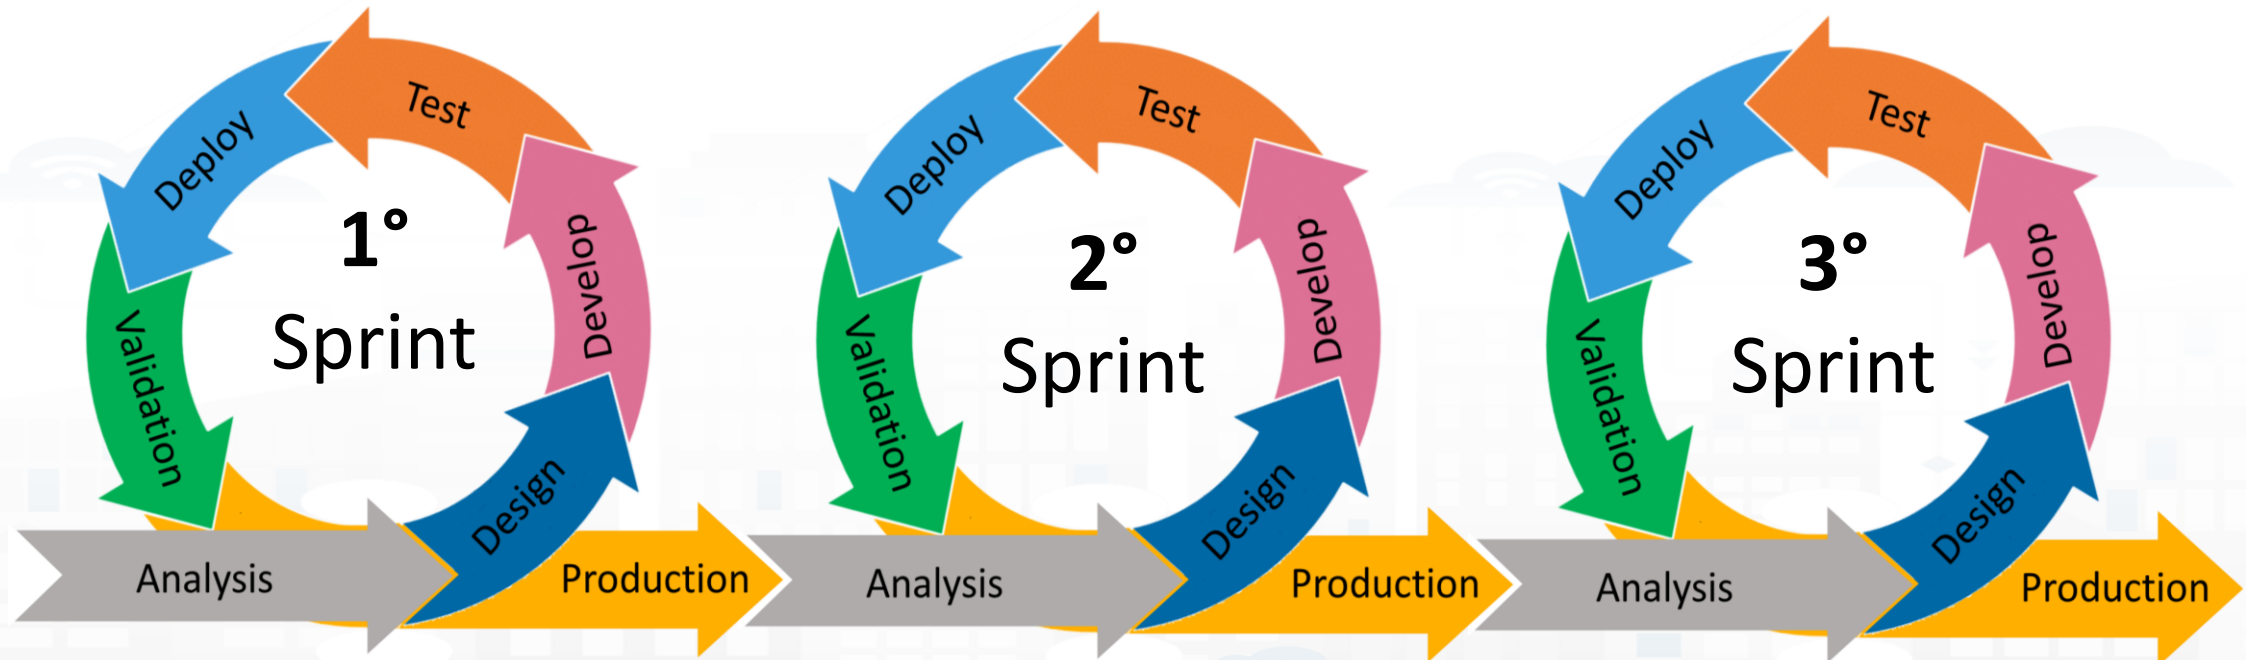 1°
Sprint
Analysis
Design
Develop
Test
Deploy
Validation
Production
2°
Sprint
Analysis
Design
Develop
Test
Deploy
Validation
Production
3°
Sprint
Analysis
Design
Develop
Test
Deploy
Validation
Production